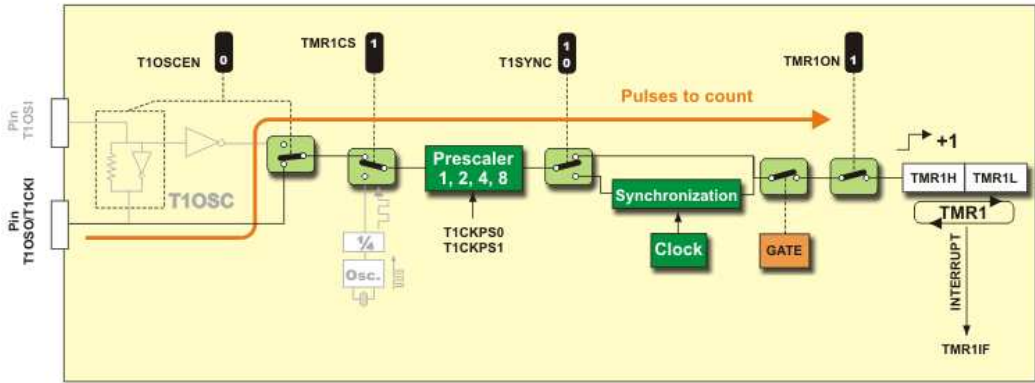 T1OSCEN
0
TMR1CS
1
T1SYNC
1
0
TMR1ON
1
Pulses to count
Pin
T1OSI
T1OSC
Pin
T1OSO/T1CKI
Prescaler
1, 2, 4, 8
T1CKPS0
T1CKPS1
¼
Osc.
Synchronization
Clock
GATE
+1
TMR1H
TMR1L
TMR1
INTERRUPT
TMR1IF